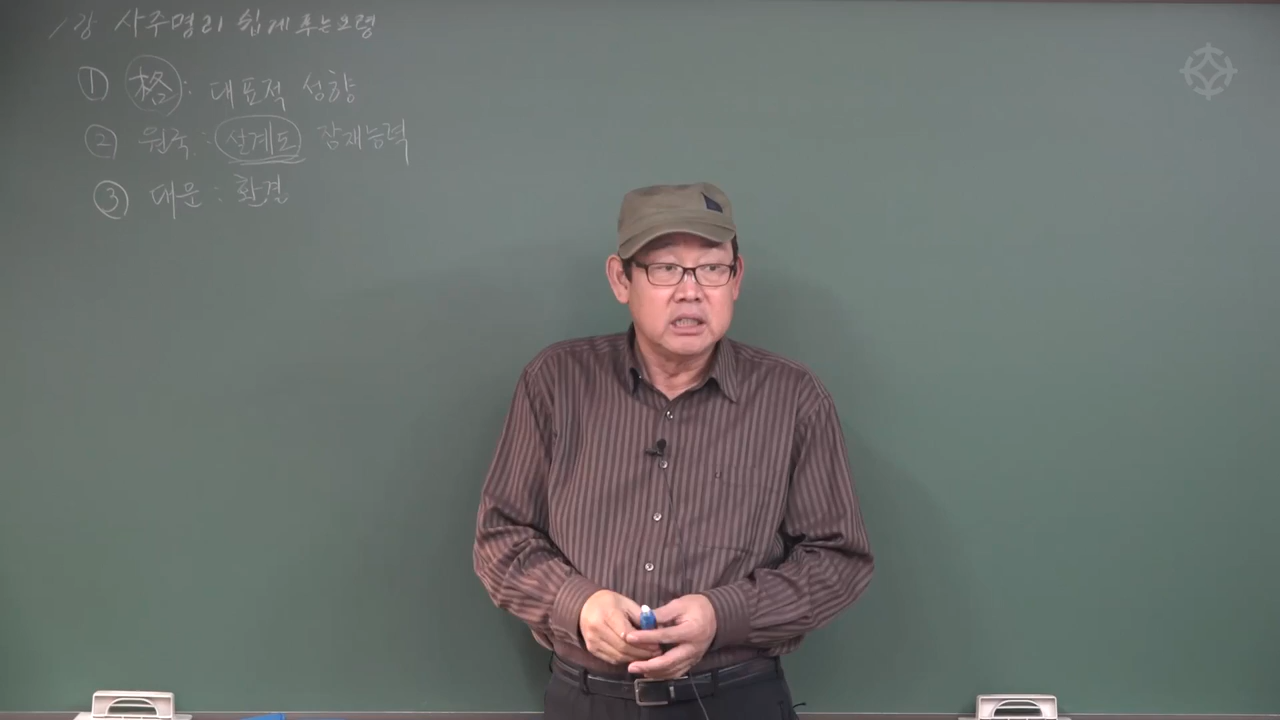 1강 사주명리 쉽게 푸는 요령
① 格 : 대표적 성향
② 원국 : 설계도 잠재능력
③ 대운 : 환경